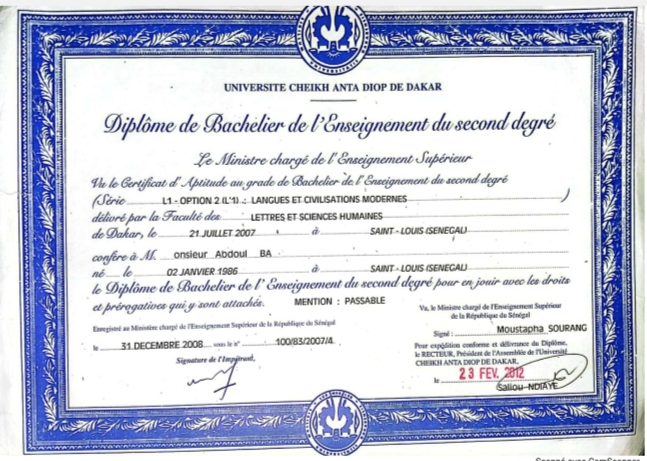 UNIVERSITE CHEIKH ANTA DIOP DE DAKAR
Diplôme de Bachelier de l'Enseignement du second degré
Le Ministre chargé de l'Enseignement Supérieur
Vu le Certificat d'Aptitude au grade de Bachelier de l'Enseignement du second degré
(Série L1 - OPTION 2 (L'1) : LANGUES ET CIVILISATIONS MODERNES )
délivré par la Faculté des LETTRES ET SCIENCES HUMAINES
de Dakar, le 21 JUILLET 2007 à SAINT - LOUIS (SENEGAL)
confère à M. onsieur Abdoul BA
né le 02 JANVIER 1986 à SAINT - LOUIS (SENEGAL)
le Diplôme de Bachelier de l'Enseignement du second degré pour en jouir avec les droits
et prérogatives qui y sont attachés. MENTION : PASSABLE
Vu, le Ministre chargé de l'Enseignement Supérieur
de la République du Sénégal
Enregistré au Ministère chargé de l'Enseignement Supérieur de la République du Sénégal
Signé : Moustapha SOURANG
le 31 DECEMBRE 2008 sous le n° 100/83/2007/4
Pour expédition conforme et délivrance du Diplôme,
le RECTEUR, Président de l'Assemblée de l'Université
CHEIKH ANTA DIOP DE DAKAR,
Signature de l'Impétrant,
le 23 FEV. 2012
Saliou NDIAYE